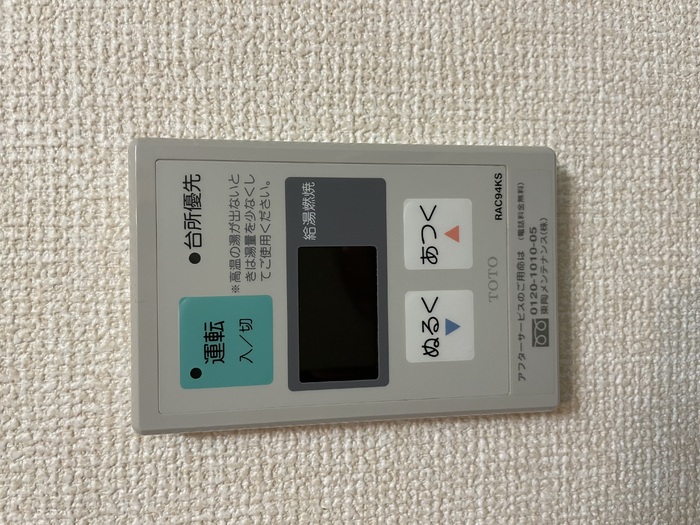 運転
入／切
●台所優先
※高温の湯が出ないと
きは湯量を少なくし
てご使用ください。
給湯燃焼
ぬるく
あつく
TOTO
RAC94KS
アフターサービスのご用命は (電話料金無料)
0120-1010-05
東陶メンテナンス(株)